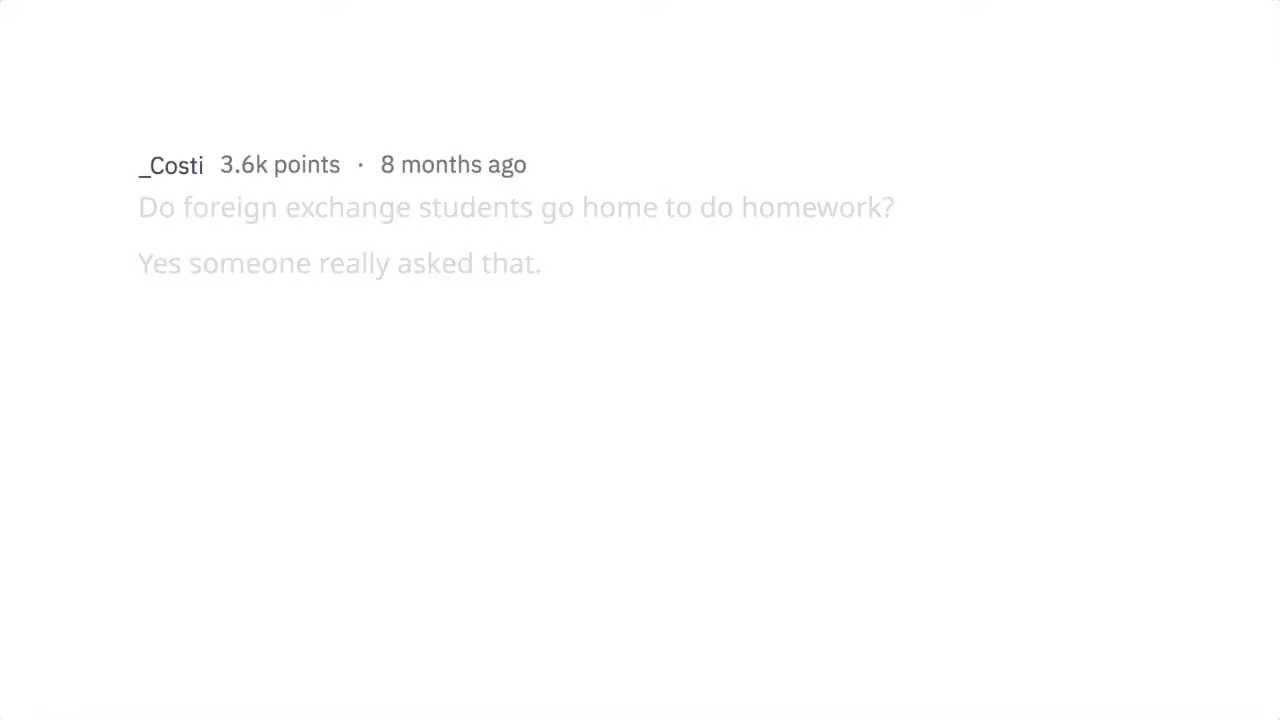 _Costi 3.6k points · 8 months ago
Do foreign exchange students go home to do homework?
Yes someone really asked that.